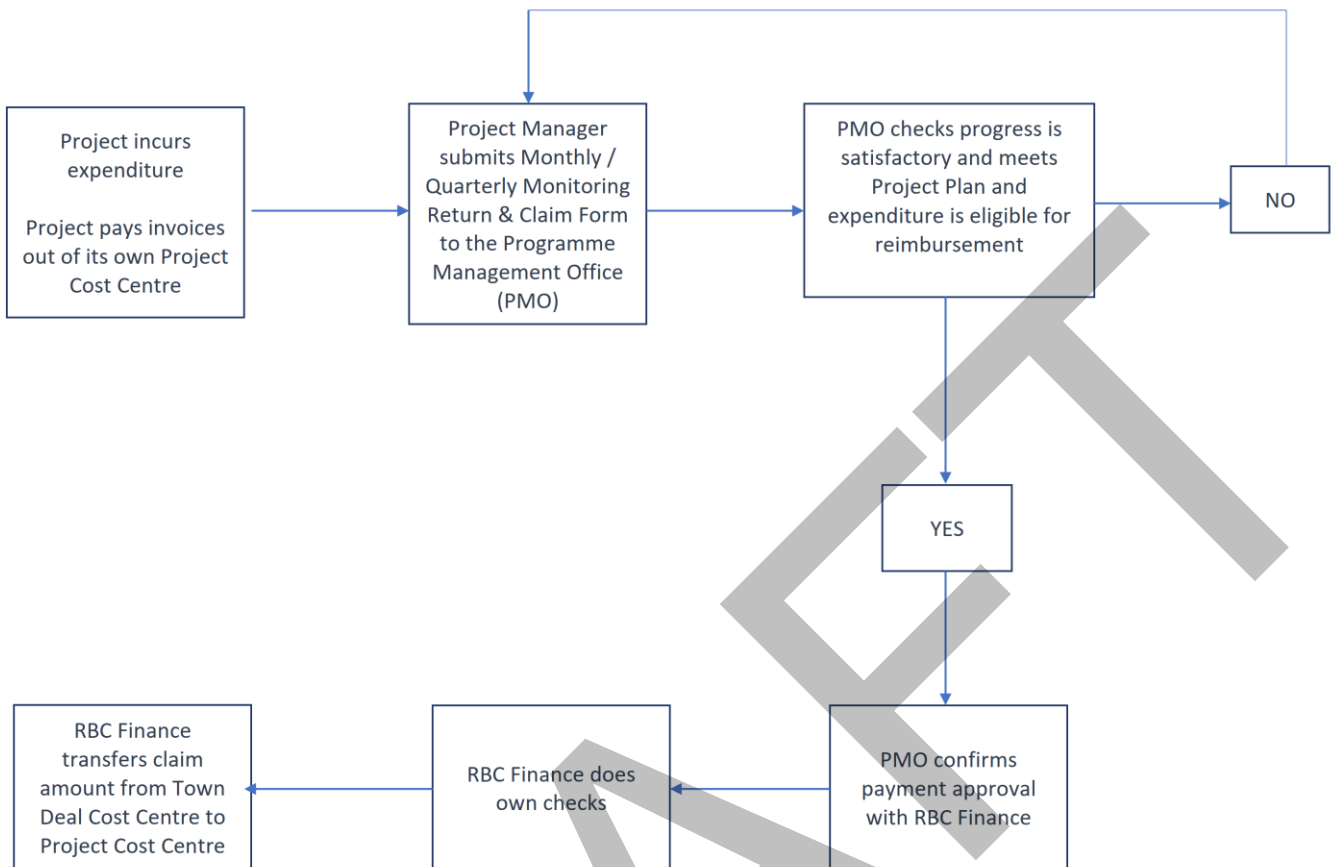 Project incurs
expenditure
Project pays invoices
out of its own Project
Cost Centre
Project Manager
submits Monthly /
Quarterly Monitoring
Return & Claim Form
to the Programme
Management Office
(PMO)
PMO checks progress is
satisfactory and meets
Project Plan and
expenditure is eligible for
reimbursement
NO
YES
PMO confirms
payment approval
with RBC Finance
RBC Finance does
own checks
RBC Finance
transfers claim
amount from Town
Deal Cost Centre to
Project Cost Centre